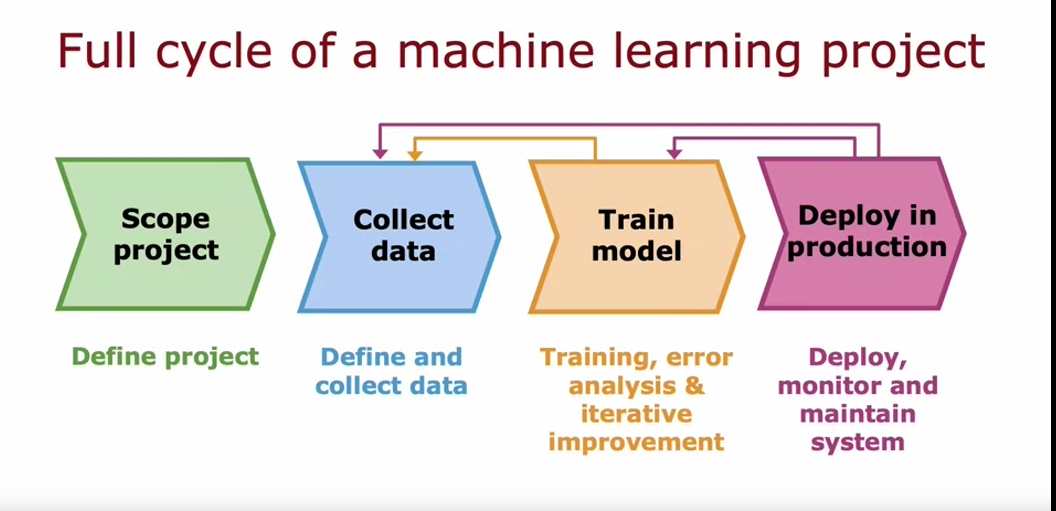 Full cycle of a machine learning project
Scope
project
Collect
data
Train
model
Deploy in
production
Define project
Define and
collect data
Training, error
analysis &
iterative
improvement
Deploy,
monitor and
maintain
system